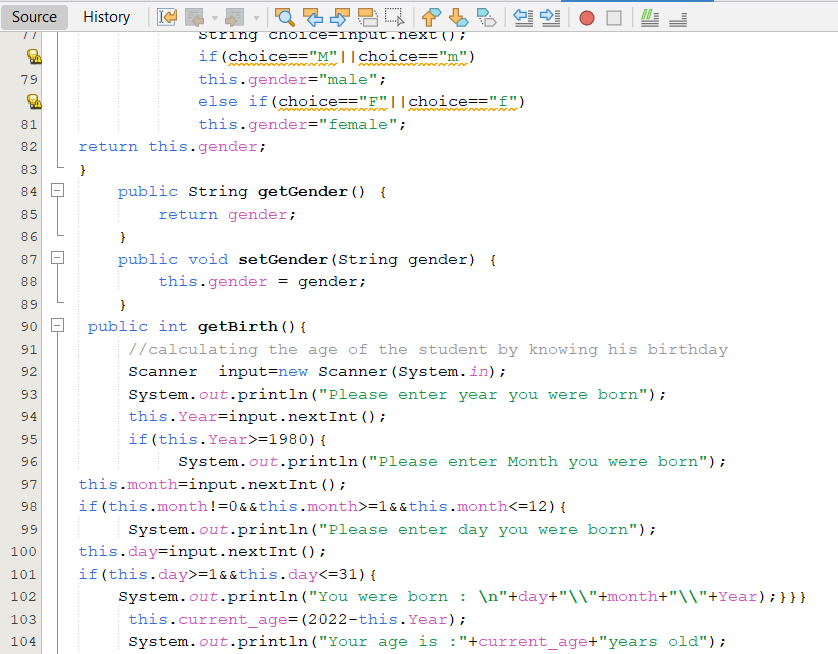 Source History
77 String choice=input.next();
if(choice=="M"||choice=="m")
79 this.gender="male";
else if(choice=="F"||choice=="f")
81 this.gender="female";
82 return this.gender;
83 }
84 public String getGender() {
85 return gender;
86 }
87 public void setGender(String gender) {
88 this.gender = gender;
89 }
90 public int getBirth(){
91 //calculating the age of the student by knowing his birthday
92 Scanner  input=new Scanner(System.in);
93 System.out.println("Please enter year you were born");
94 this.Year=input.nextInt();
95 if(this.Year>=1980){
96 System.out.println("Please enter Month you were born");
97 this.month=input.nextInt();
98 if(this.month!=0&&this.month>=1&&this.month<=12){
99 System.out.println("Please enter day you were born");
100 this.day=input.nextInt();
101 if(this.day>=1&&this.day<=31){
102 System.out.println("You were born : \n"+day+"\\"+month+"\\"+Year);}}}
103 this.current_age=(2022-this.Year);
104 System.out.println("Your age is :"+current_age+"years old");